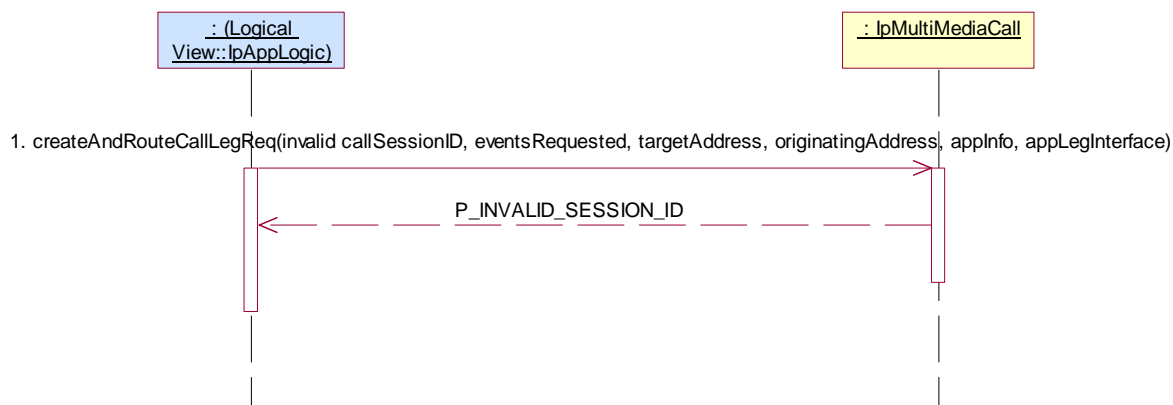 : (Logical
View::IpAppLogic)
: IpMultiMediaCall
1. createAndRouteCallLegReq(invalid callSessionID, eventsRequested, targetAddress, originatingAddress, appInfo, appLegInterface)
P_INVALID_SESSION_ID